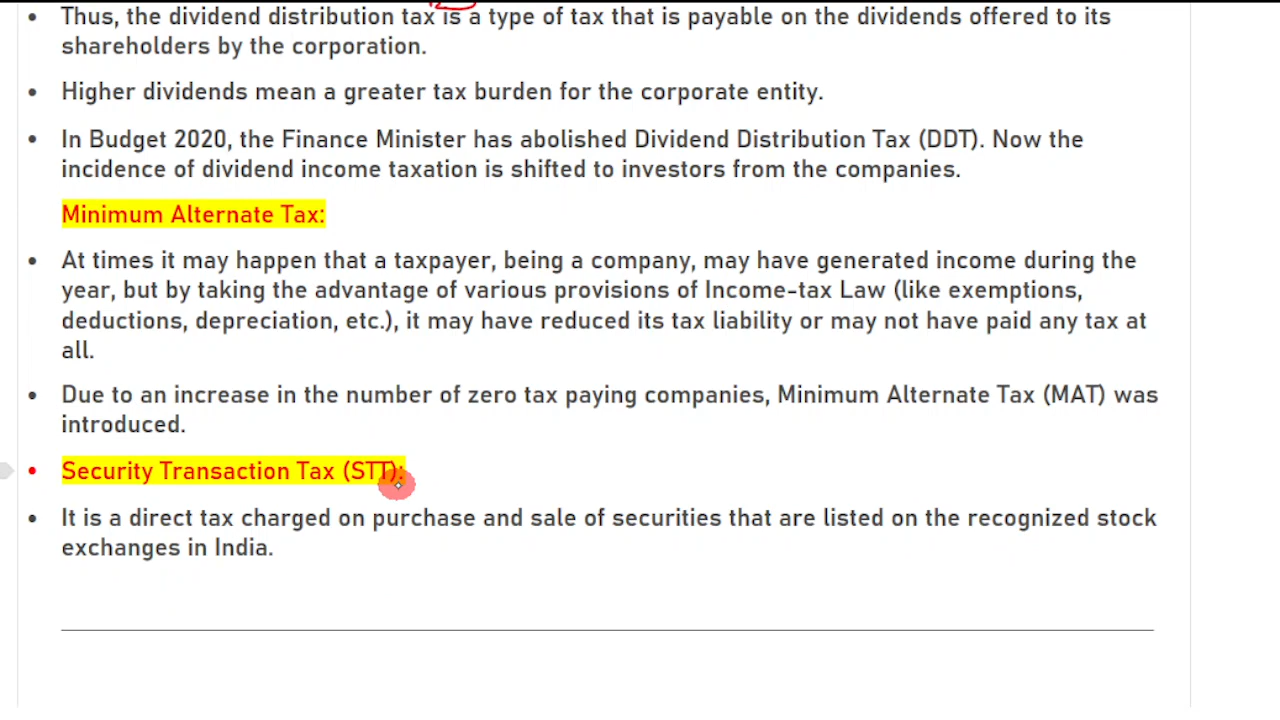 • Thus, the dividend distribution tax is a type of tax that is payable on the dividends offered to its
shareholders by the corporation.
• Higher dividends mean a greater tax burden for the corporate entity.
• In Budget 2020, the Finance Minister has abolished Dividend Distribution Tax (DDT). Now the
incidence of dividend income taxation is shifted to investors from the companies.
Minimum Alternate Tax:
• At times it may happen that a taxpayer, being a company, may have generated income during the
year, but by taking the advantage of various provisions of Income-tax Law (like exemptions,
deductions, depreciation, etc.), it may have reduced its tax liability or may not have paid any tax at
all.
• Due to an increase in the number of zero tax paying companies, Minimum Alternate Tax (MAT) was
introduced.
• Security Transaction Tax (STT):
• It is a direct tax charged on purchase and sale of securities that are listed on the recognized stock
exchanges in India.